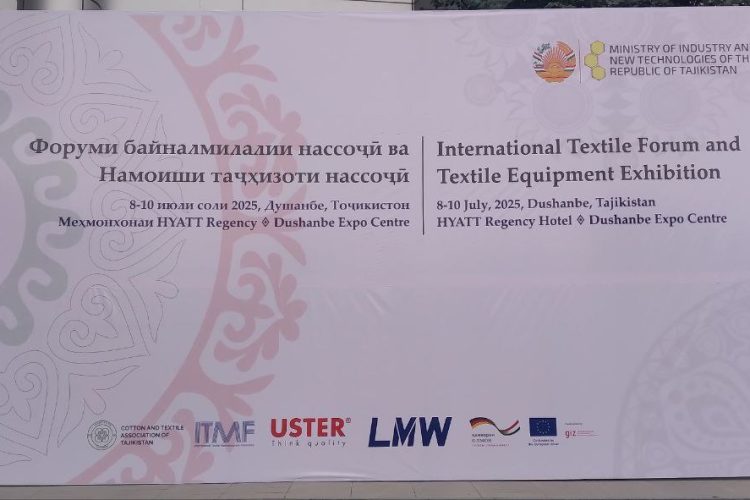 MINISTRY OF INDUSTRY AN
NEW TECHNOLOGIES OF TH
REPUBLIC OF TAJIKISTAN
Форуми байналмилалии нассоҷӣ ва
Намоиши таҷҳизоти нассоҷӣ
8-10 июли соли 2025, Душанбе, Тоҷикистон
Меҳмонхонаи HYATT Regency ◈ Dushanbe Expo Centre
International Textile Forum and
Textile Equipment Exhibition
8-10 July, 2025, Dushanbe, Tajikistan
HYATT Regency Hotel ◈ Dushanbe Expo Centre
COTTON AND TEXTILE
ASSOCIATION OF
TAJIKISTAN
ITMF
USTER®
Think quality
LMW
giz